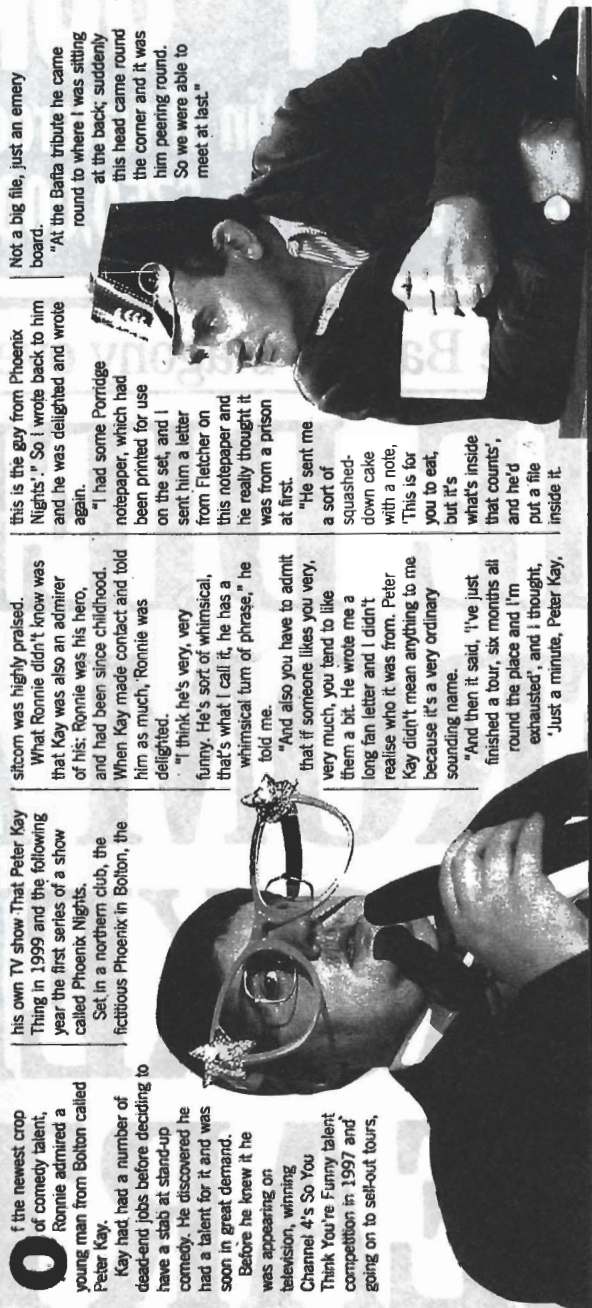 Of the newest crop
of comedy talent,
Ronnie admired a
young man from Bolton called
Peter Kay.
Kay had had a number of
dead-end jobs before deciding to
have a stab at stand-up
comedy. He discovered he
had a talent for it and was
soon in great demand.
Before he knew it he
was appearing on
television, winning
Channel 4's So You
Think You're Funny talent
competition in 1997 and
going on to sell-out tours,
his own TV show That Peter Kay
Thing in 1999 and the following
year the first series of a show
called Phoenix Nights.
Set in a northern club, the
fictitious Phoenix in Bolton, the
sitcom was highly praised.
What Ronnie didn't know was
that Kay was also an admirer
of his: Ronnie was his hero,
and had been since childhood.
When Kay made contact and told
him as much, 'Ronnie was
delighted.
"I think he's very, very
funny. He's sort of whimsical,
that's what I call it, he has a
whimsical turn of phrase," he
told me.
"And also you have to admit
that if someone likes you very,
very much, you tend to like
them a bit. He wrote me a
long fan letter and I didn't
realise who it was from. Peter
Kay didn't mean anything to me
because it's a very ordinary
sounding name.
"And then it said, 'I've just
finished a tour, six months all
round the place and I'm
exhausted', and I thought,
'Just a minute, Peter Kay,
this is the guy from Phoenix
Nights'." So I wrote back to him
and he was delighted and wrote
again.
"I had some Porridge
notepaper, which had
been printed for use
on the set, and I
sent him a letter
from Fletcher on
this notepaper and
he really thought it
was from a prison
at first.
"He sent me
a sort of
squashed-
down cake
with a note,
'This is for
you to eat,
but it's
what's inside
that counts',
and he'd
put a file
inside it.
Not a big file, just an emery
board.
"At the Bafta tribute he came
round to where I was sitting
at the back; suddenly
this head came round
the corner and it was
him peering round.
So we were able to
meet at last."